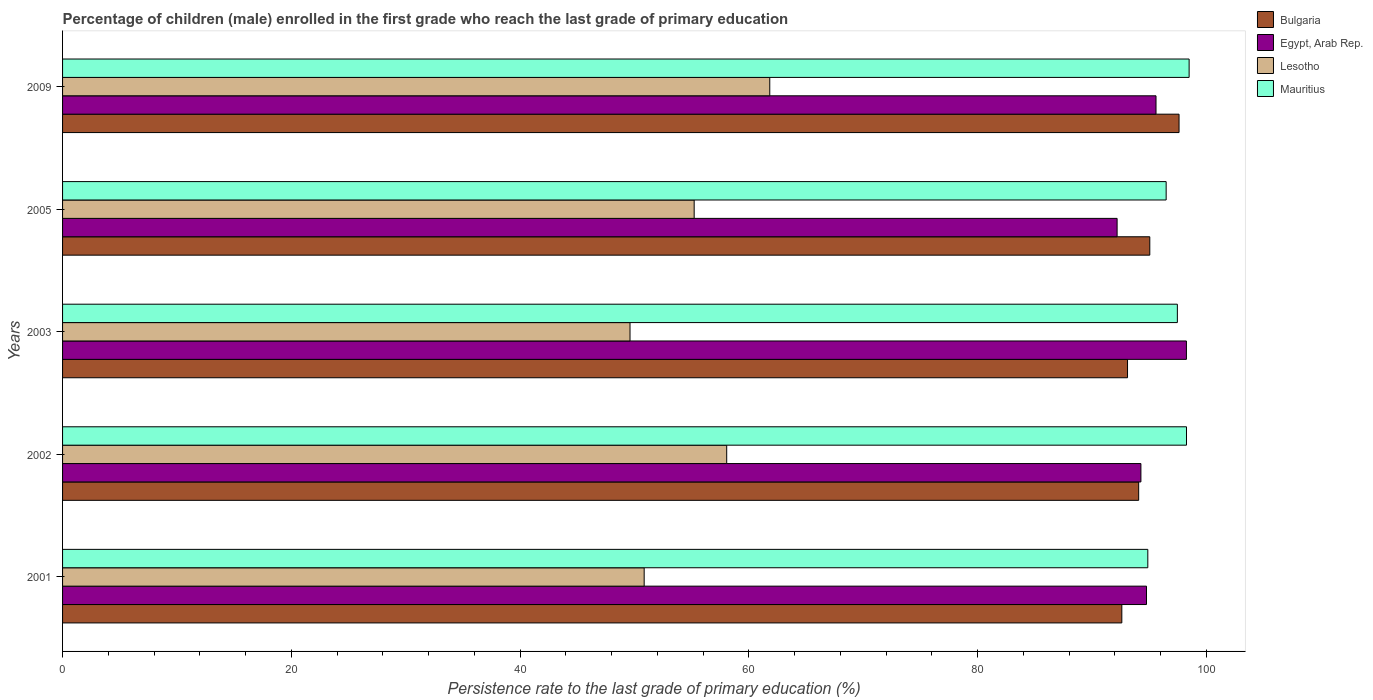 Percentage of children (male) enrolled in the first grade who reach the last grade of primary education
Bulgaria
Egypt, Arab Rep.
Lesotho
Mauritius
Years
2009
2005
2003
2002
2001
0
20
40
60
80
100
Persistence rate to the last grade of primary education (%)